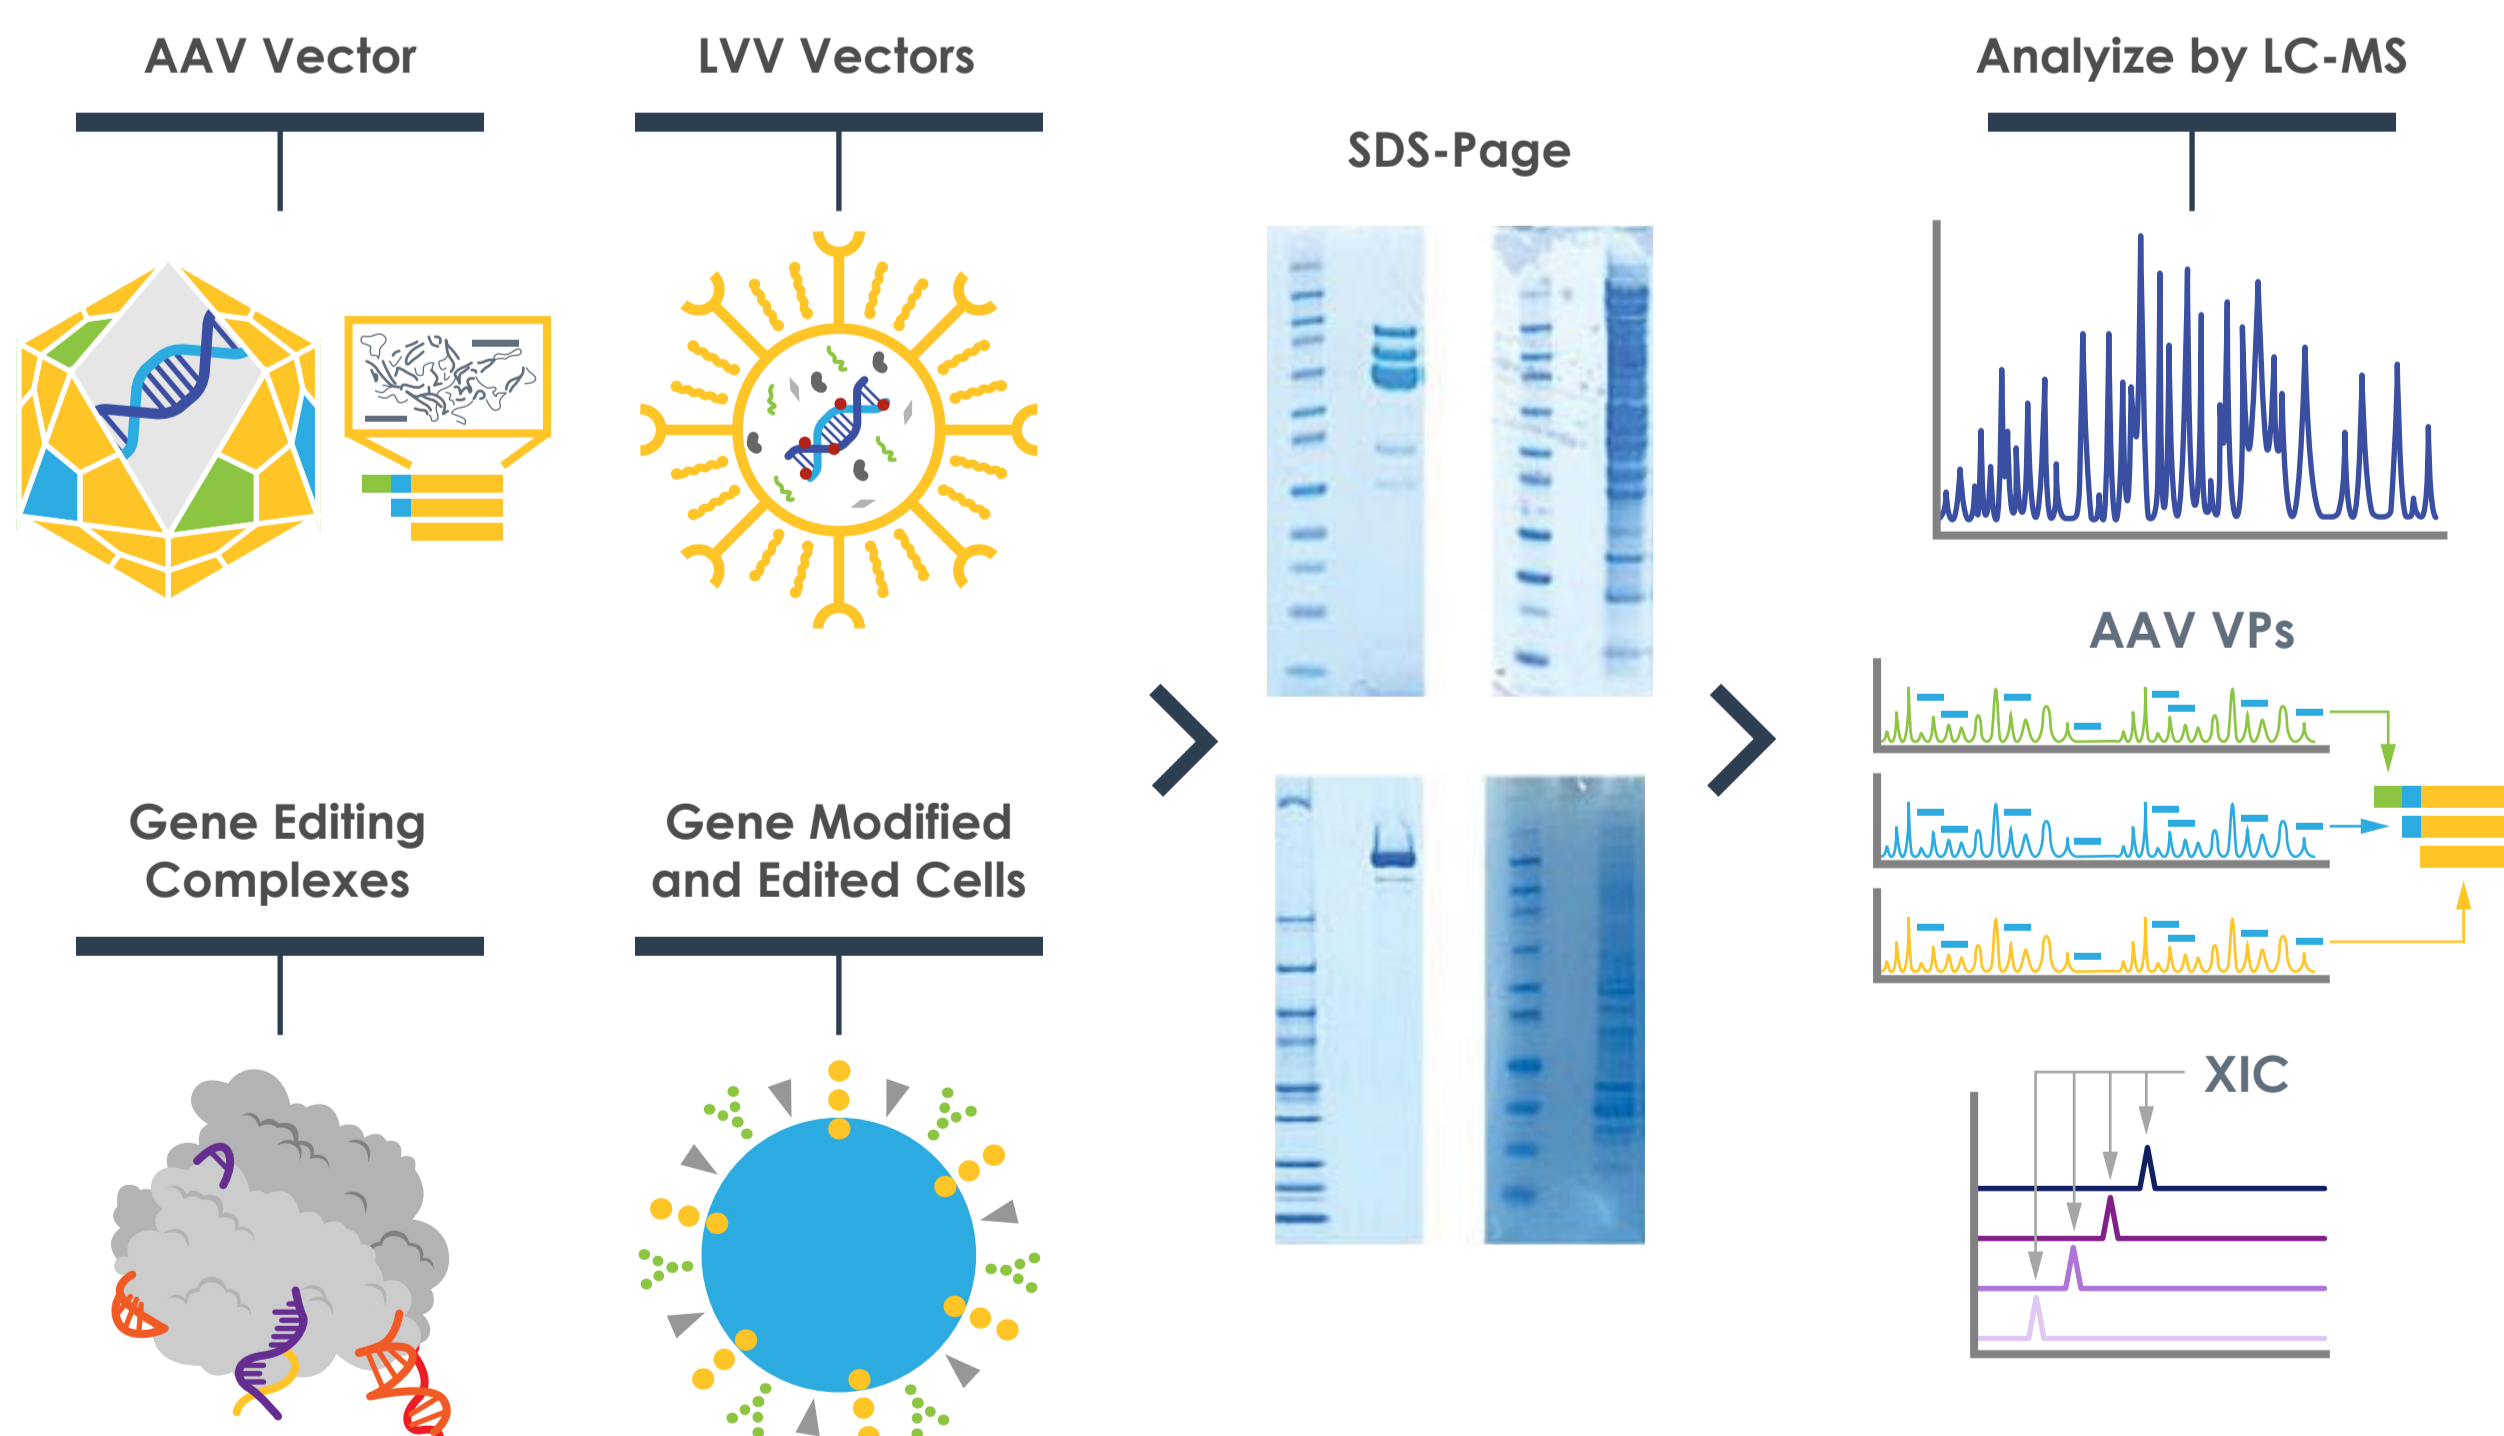 AAV Vector
LVV Vectors
SDS-Page
Analyize by LC-MS
AAV VPs
Gene Editing
Complexes
Gene Modified
and Edited Cells
XIC